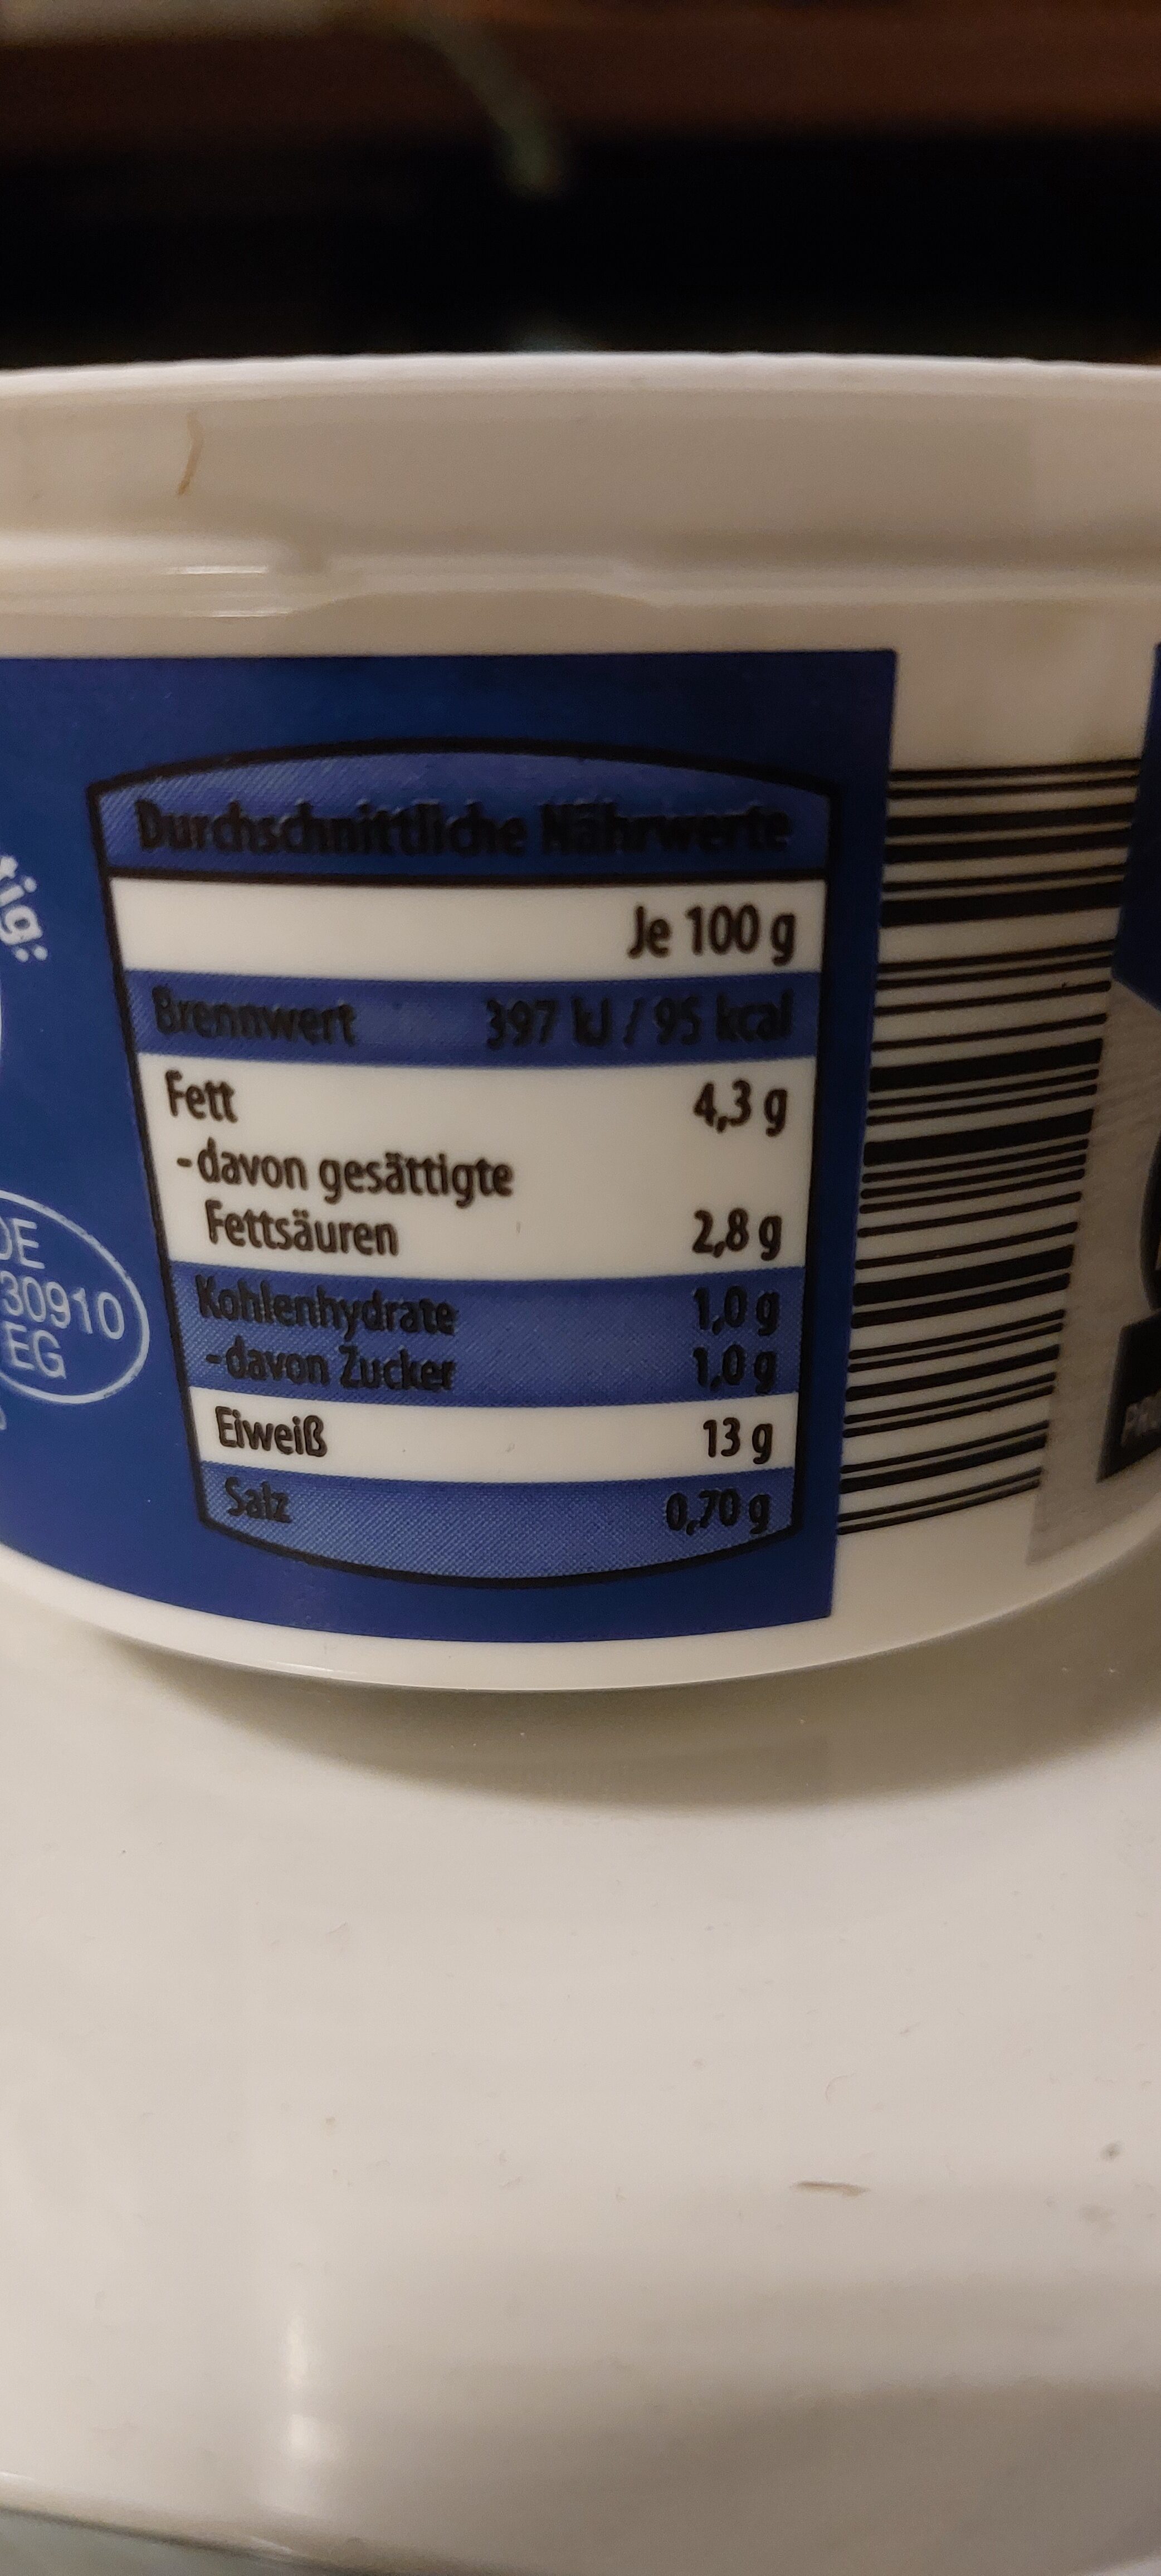 Durchschnittliche Nährwerte
Je 100 g
Brennwert 397 kJ / 95 kcal
Fett 4,3 g
- davon gesättigte
Fettsäuren 2,8 g
Kohlenhydrate 1,0 g
- davon Zucker 1,0 g
Eiweiß 13 g
Salz 0,70 g
tig:
DE
30910
EG